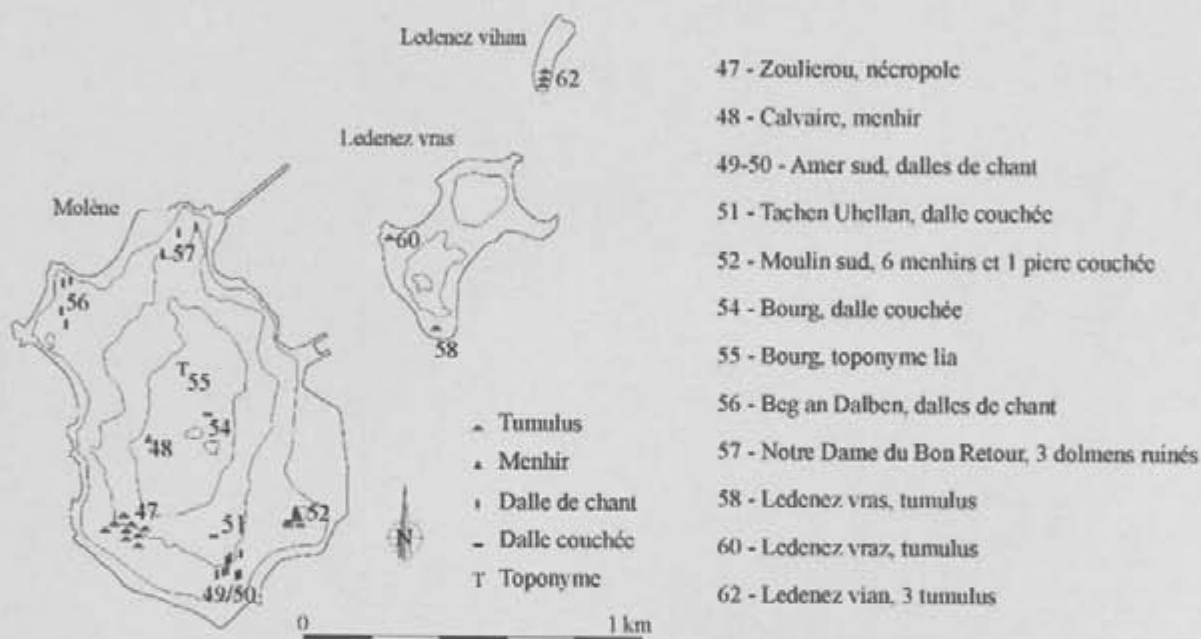 Ledenez vihan
62
Ledenez vras
Molène
57
60
56
58
55
54
48
47
51
52
49/50
Tumulus
Menhir
Dalle de chant
Dalle couchée
T Toponyme
T
N
0 1 km
47 - Zoulierou, nécropole
48 - Calvaire, menhir
49-50 - Amer sud, dalles de chant
51 - Tachen Uhellan, dalle couchée
52 - Moulin sud, 6 menhirs et 1 piere couchée
54 - Bourg, dalle couchée
55 - Bourg, toponyme lia
56 - Beg an Dalben, dalles de chant
57 - Notre Dame du Bon Retour, 3 dolmens ruinés
58 - Ledenez vras, tumulus
60 - Ledenez vraz, tumulus
62 - Ledenez vian, 3 tumulus